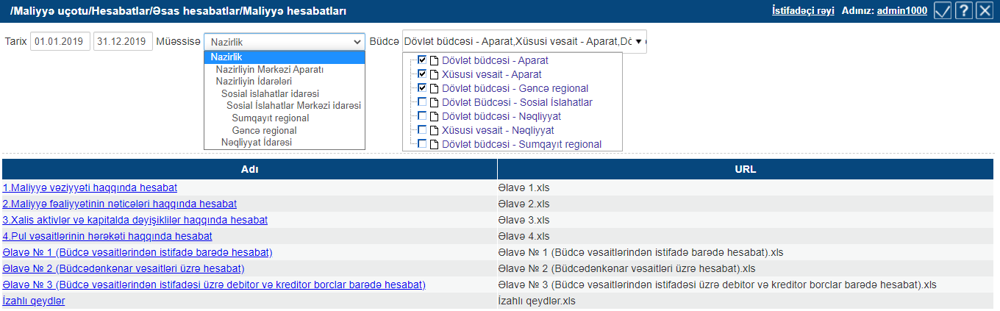 /Maliyyə uçotu/Hesabatlar/Əsas hesabatlar/Maliyyə hesabatları İstifadəçi rəyi Adınız: admin1000
Tarix 01.01.2019 31.12.2019 Müəssisə Nazirlik Büdcə Dövlət büdcəsi - Aparat,Xüsusi vəsait - Aparat,Dö
Nazirlik
Nazirliyin Mərkəzi Aparatı
Nazirliyin İdarələri
Sosial islahatlar idarəsi
Sosial İslahatlar Mərkəzi idarəsi
Sumqayıt regional
Gəncə regional
Nəqliyyat İdarəsi
Dövlət büdcəsi - Aparat
Xüsusi vəsait - Aparat
Dövlət büdcəsi - Gəncə regional
Dövlət Büdcəsi - Sosial İslahatlar
Dövlət büdcəsi - Nəqliyyat
Xüsusi vəsait - Nəqliyyat
Dövlət büdcəsi - Sumqayıt regional
Adı URL
1.Maliyyə vəziyyəti haqqında hesabat Əlavə 1.xls
2.Maliyyə fəaliyyətinin nəticələri haqqında hesabat Əlavə 2.xls
3.Xalis aktivlər və kapitalda dəyişiklilər haqqında hesabat Əlavə 3.xls
4.Pul vəsaitlərinin hərəkəti haqqında hesabat Əlavə 4.xls
Əlavə № 1 (Büdcə vəsaitlərindən istifadə barədə hesabat) Əlavə № 1 (Büdcə vəsaitlərindən istifadə barədə hesabat).xls
Əlavə № 2 (Büdcədənkənar vəsaitləri üzrə hesabat) Əlavə № 2 (Büdcədənkənar vəsaitləri üzrə hesabat).xls
Əlavə № 3 (Büdcə vəsaitlərindən istifadəsi üzrə debitor və kreditor borclar barədə hesabat) Əlavə № 3 (Büdcə vəsaitlərindən istifadəsi üzrə debitor və kreditor borclar barədə hesabat).xls
İzahlı qeydlər İzahlı qeydlər.xls